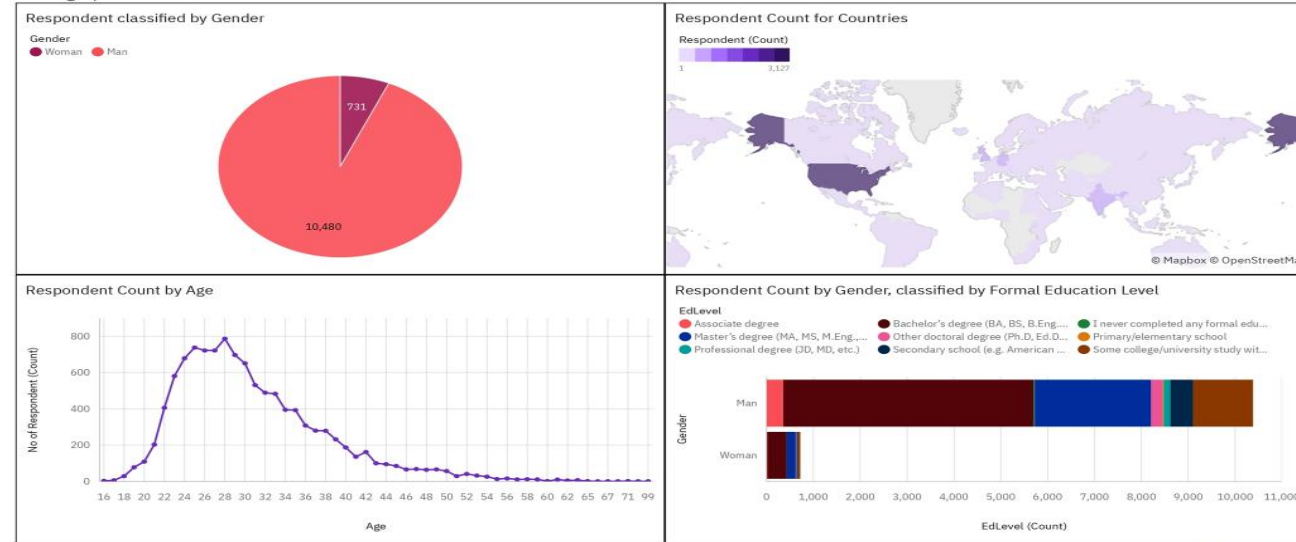 Respondent classified by Gender
Gender
Woman Man
731
10,480
Respondent Count for Countries
Respondent (Count)
1 3,127
© Mapbox © OpenStreetMa
Respondent Count by Age
No of Respondent (Count)
800
600
400
200
0
16 18 20 22 24 26 28 30 32 34 36 38 40 42 44 46 48 50 52 54 56 58 60 62 65 67 71 99
Age
Respondent Count by Gender, classified by Formal Education Level
EdLevel
Associate degree Bachelor's degree (BA, BS, B.Eng.... I never completed any formal edu...
Master's degree (MA, MS, M.Eng.,... Other doctoral degree (Ph.D, Ed.D... Primary/elementary school
Professional degree (JD, MD, etc.) Secondary school (e.g. American ... Some college/university study wit...
Gender
Man
Woman
0 1,000 2,000 3,000 4,000 5,000 6,000 7,000 8,000 9,000 10,000 11,00
EdLevel (Count)